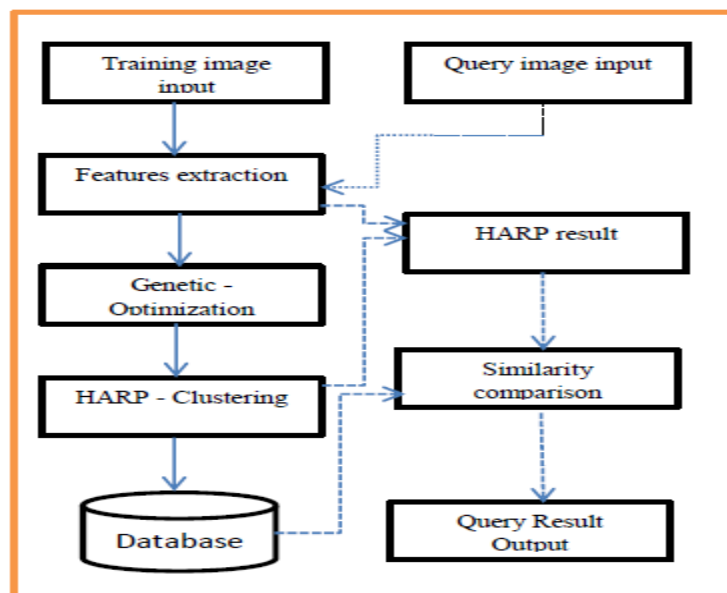 Training image
input
Query image input
Features extraction
HARP result
Genetic -
Optimization
Similarity
comparison
HARP - Clustering
Database
Query Result
Output